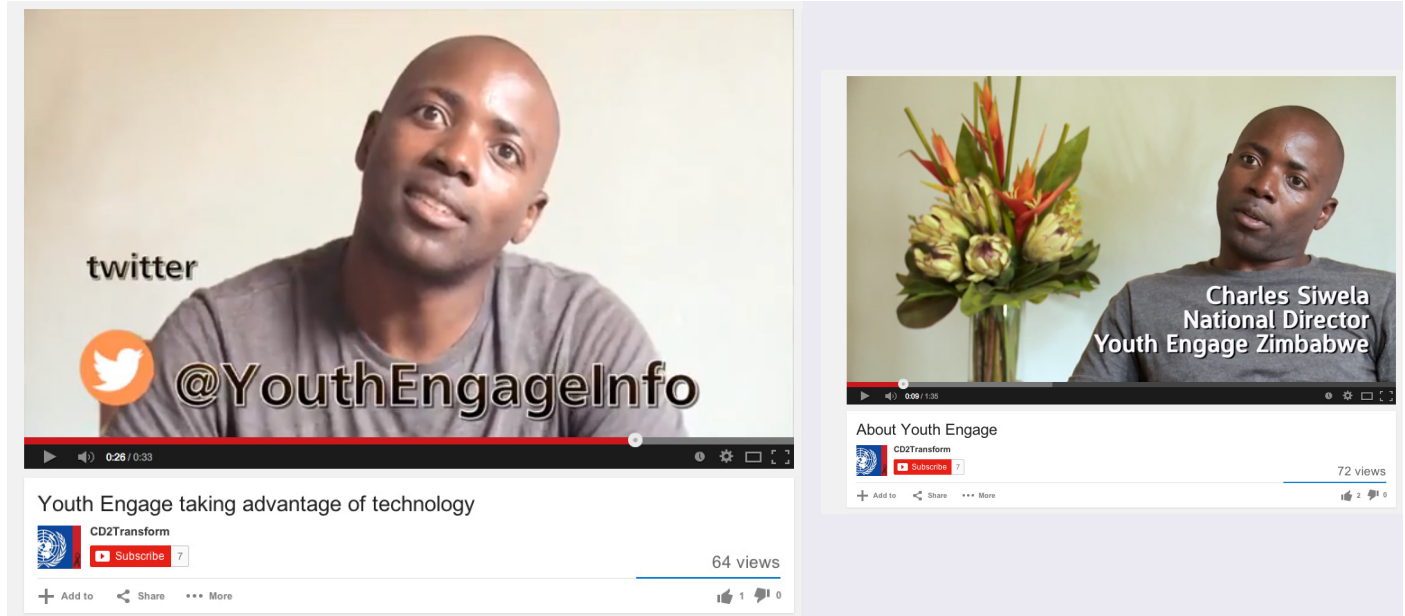 twitter
@YouthEngageInfo
0:26 / 0:33
Youth Engage taking advantage of technology
CD2Transform
Subscribe 7
64 views
Add to Share More
1 0
Charles Siwela
National Director
Youth Engage Zimbabwe
0:09 / 1:35
About Youth Engage
CD2Transform
Subscribe 7
72 views
Add to Share More
2 0